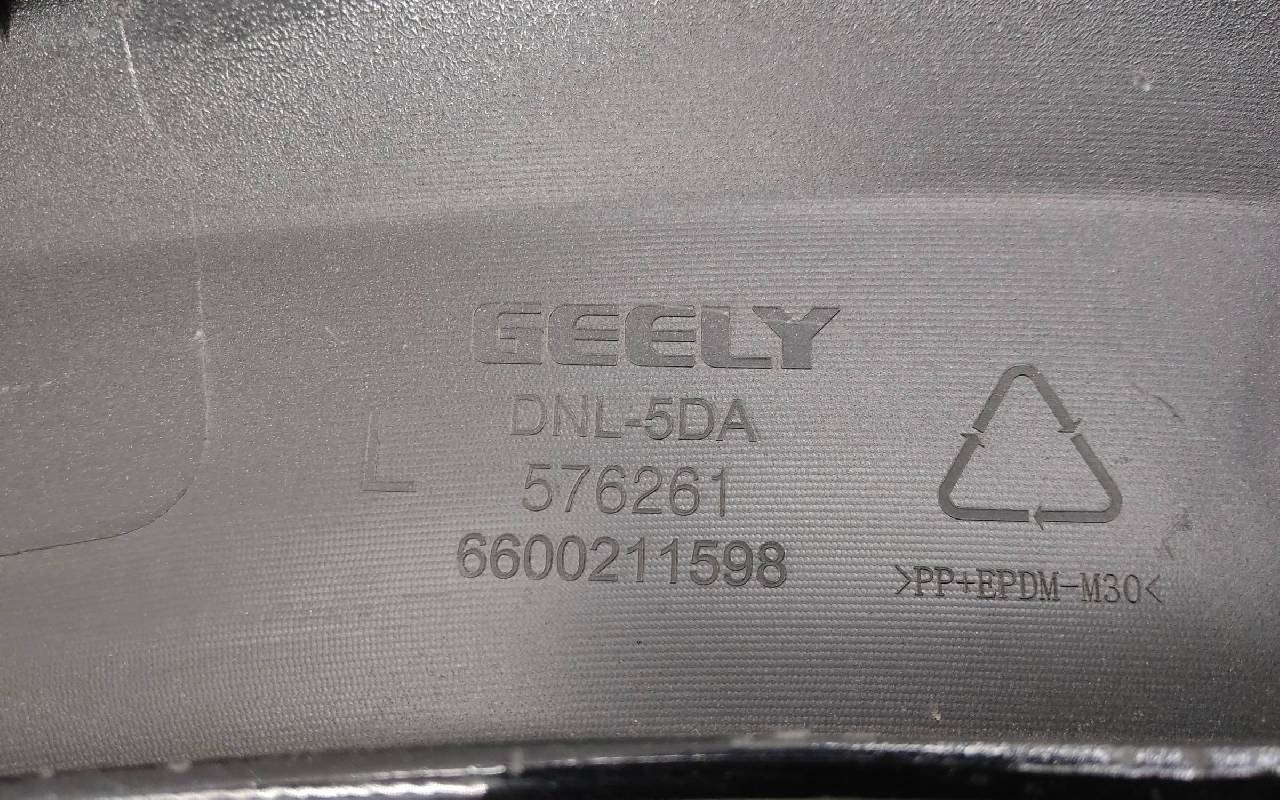 GEELY
DNL-5DA
L
576261
6600211598
>PP+EPDM-M30<